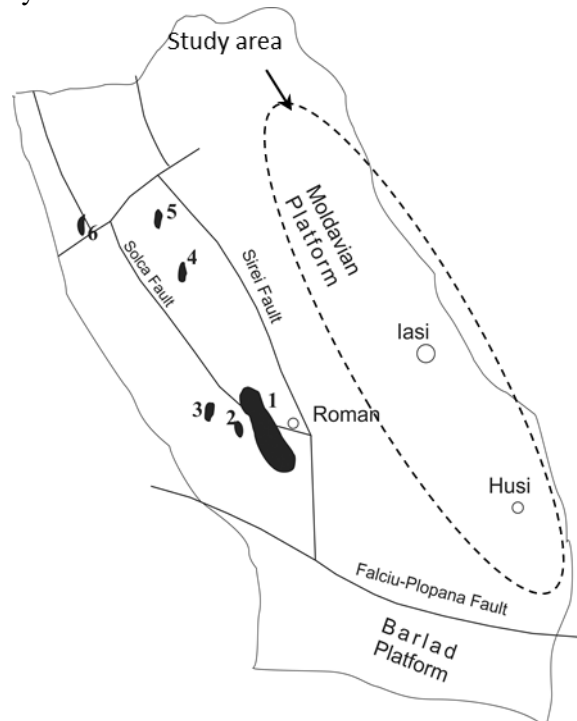 Study area
Moldavian
Platform
5
6
4
Solca Fault
Sirei Fault
Iasi
1
3
2
Roman
Husi
Falciu-Plopana Fault
Barlad
Platform